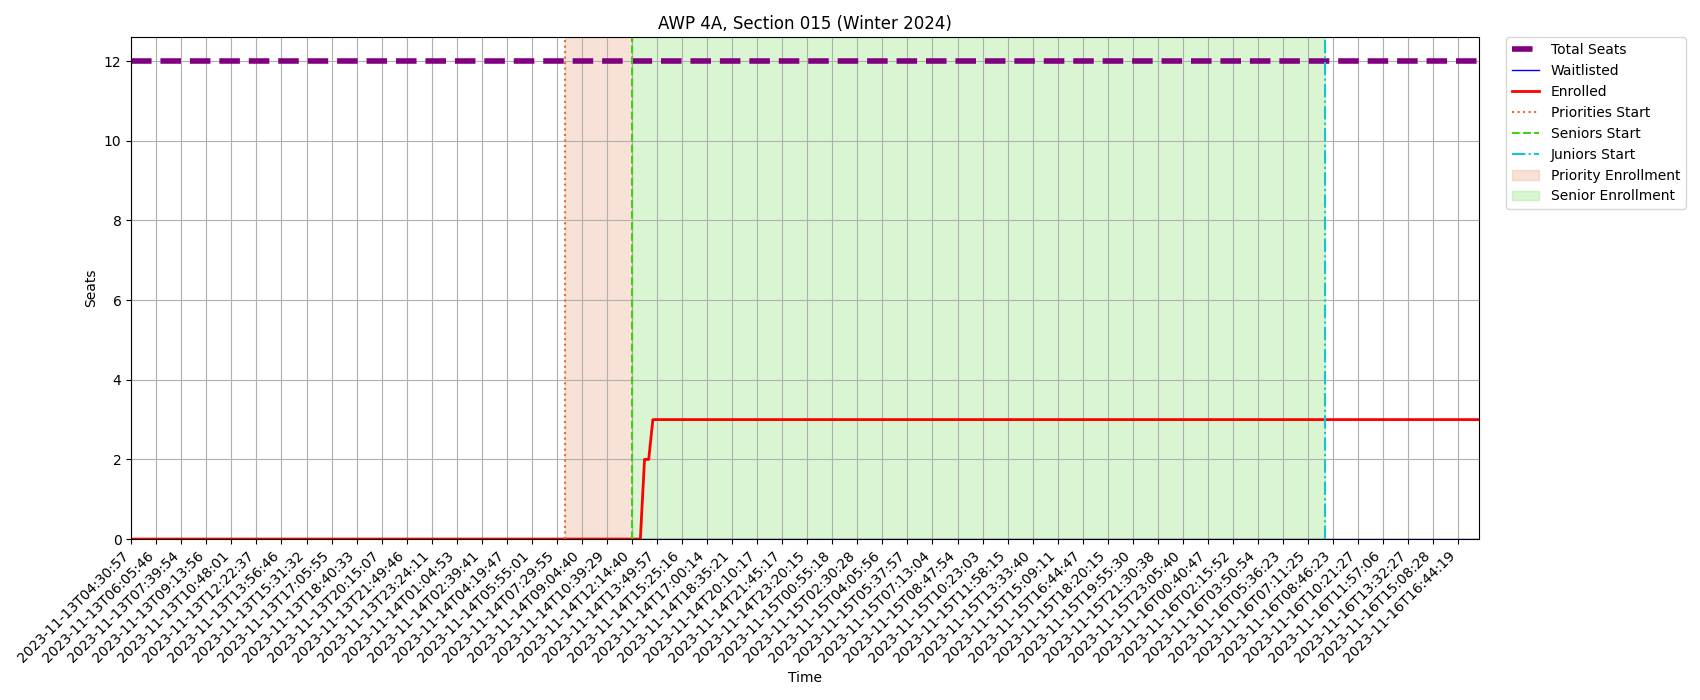 AWP 4A, Section 015 (Winter 2024)
Total Seats
Waitlisted
Enrolled
Priorities Start
Seniors Start
Juniors Start
Priority Enrollment
Senior Enrollment
Seats
12
10
8
6
4
2
0
2023-11-13T04:30:57
2023-11-13T06:05:46
2023-11-13T07:39:54
2023-11-13T09:13:56
2023-11-13T10:48:01
2023-11-13T12:22:37
2023-11-13T13:56:46
2023-11-13T15:31:32
2023-11-13T17:05:55
2023-11-13T18:40:33
2023-11-13T20:15:07
2023-11-13T21:49:46
2023-11-13T23:24:11
2023-11-14T01:04:53
2023-11-14T02:39:41
2023-11-14T04:19:47
2023-11-14T05:55:01
2023-11-14T07:29:55
2023-11-14T09:04:40
2023-11-14T10:39:29
2023-11-14T12:14:40
2023-11-14T13:49:57
2023-11-14T15:25:16
2023-11-14T17:00:14
2023-11-14T18:35:21
2023-11-14T20:10:17
2023-11-14T21:45:17
2023-11-14T23:20:15
2023-11-15T00:55:18
2023-11-15T02:30:28
2023-11-15T04:05:56
2023-11-15T05:37:57
2023-11-15T07:13:04
2023-11-15T08:47:54
2023-11-15T10:23:03
2023-11-15T11:58:15
2023-11-15T13:33:40
2023-11-15T15:09:11
2023-11-15T16:44:47
2023-11-15T18:20:15
2023-11-15T19:55:30
2023-11-15T21:30:38
2023-11-15T23:05:40
2023-11-16T00:40:47
2023-11-16T02:15:52
2023-11-16T03:50:54
2023-11-16T05:36:23
2023-11-16T07:11:25
2023-11-16T08:46:23
2023-11-16T10:21:27
2023-11-16T11:57:06
2023-11-16T13:32:27
2023-11-16T15:08:28
2023-11-16T16:44:19
Time